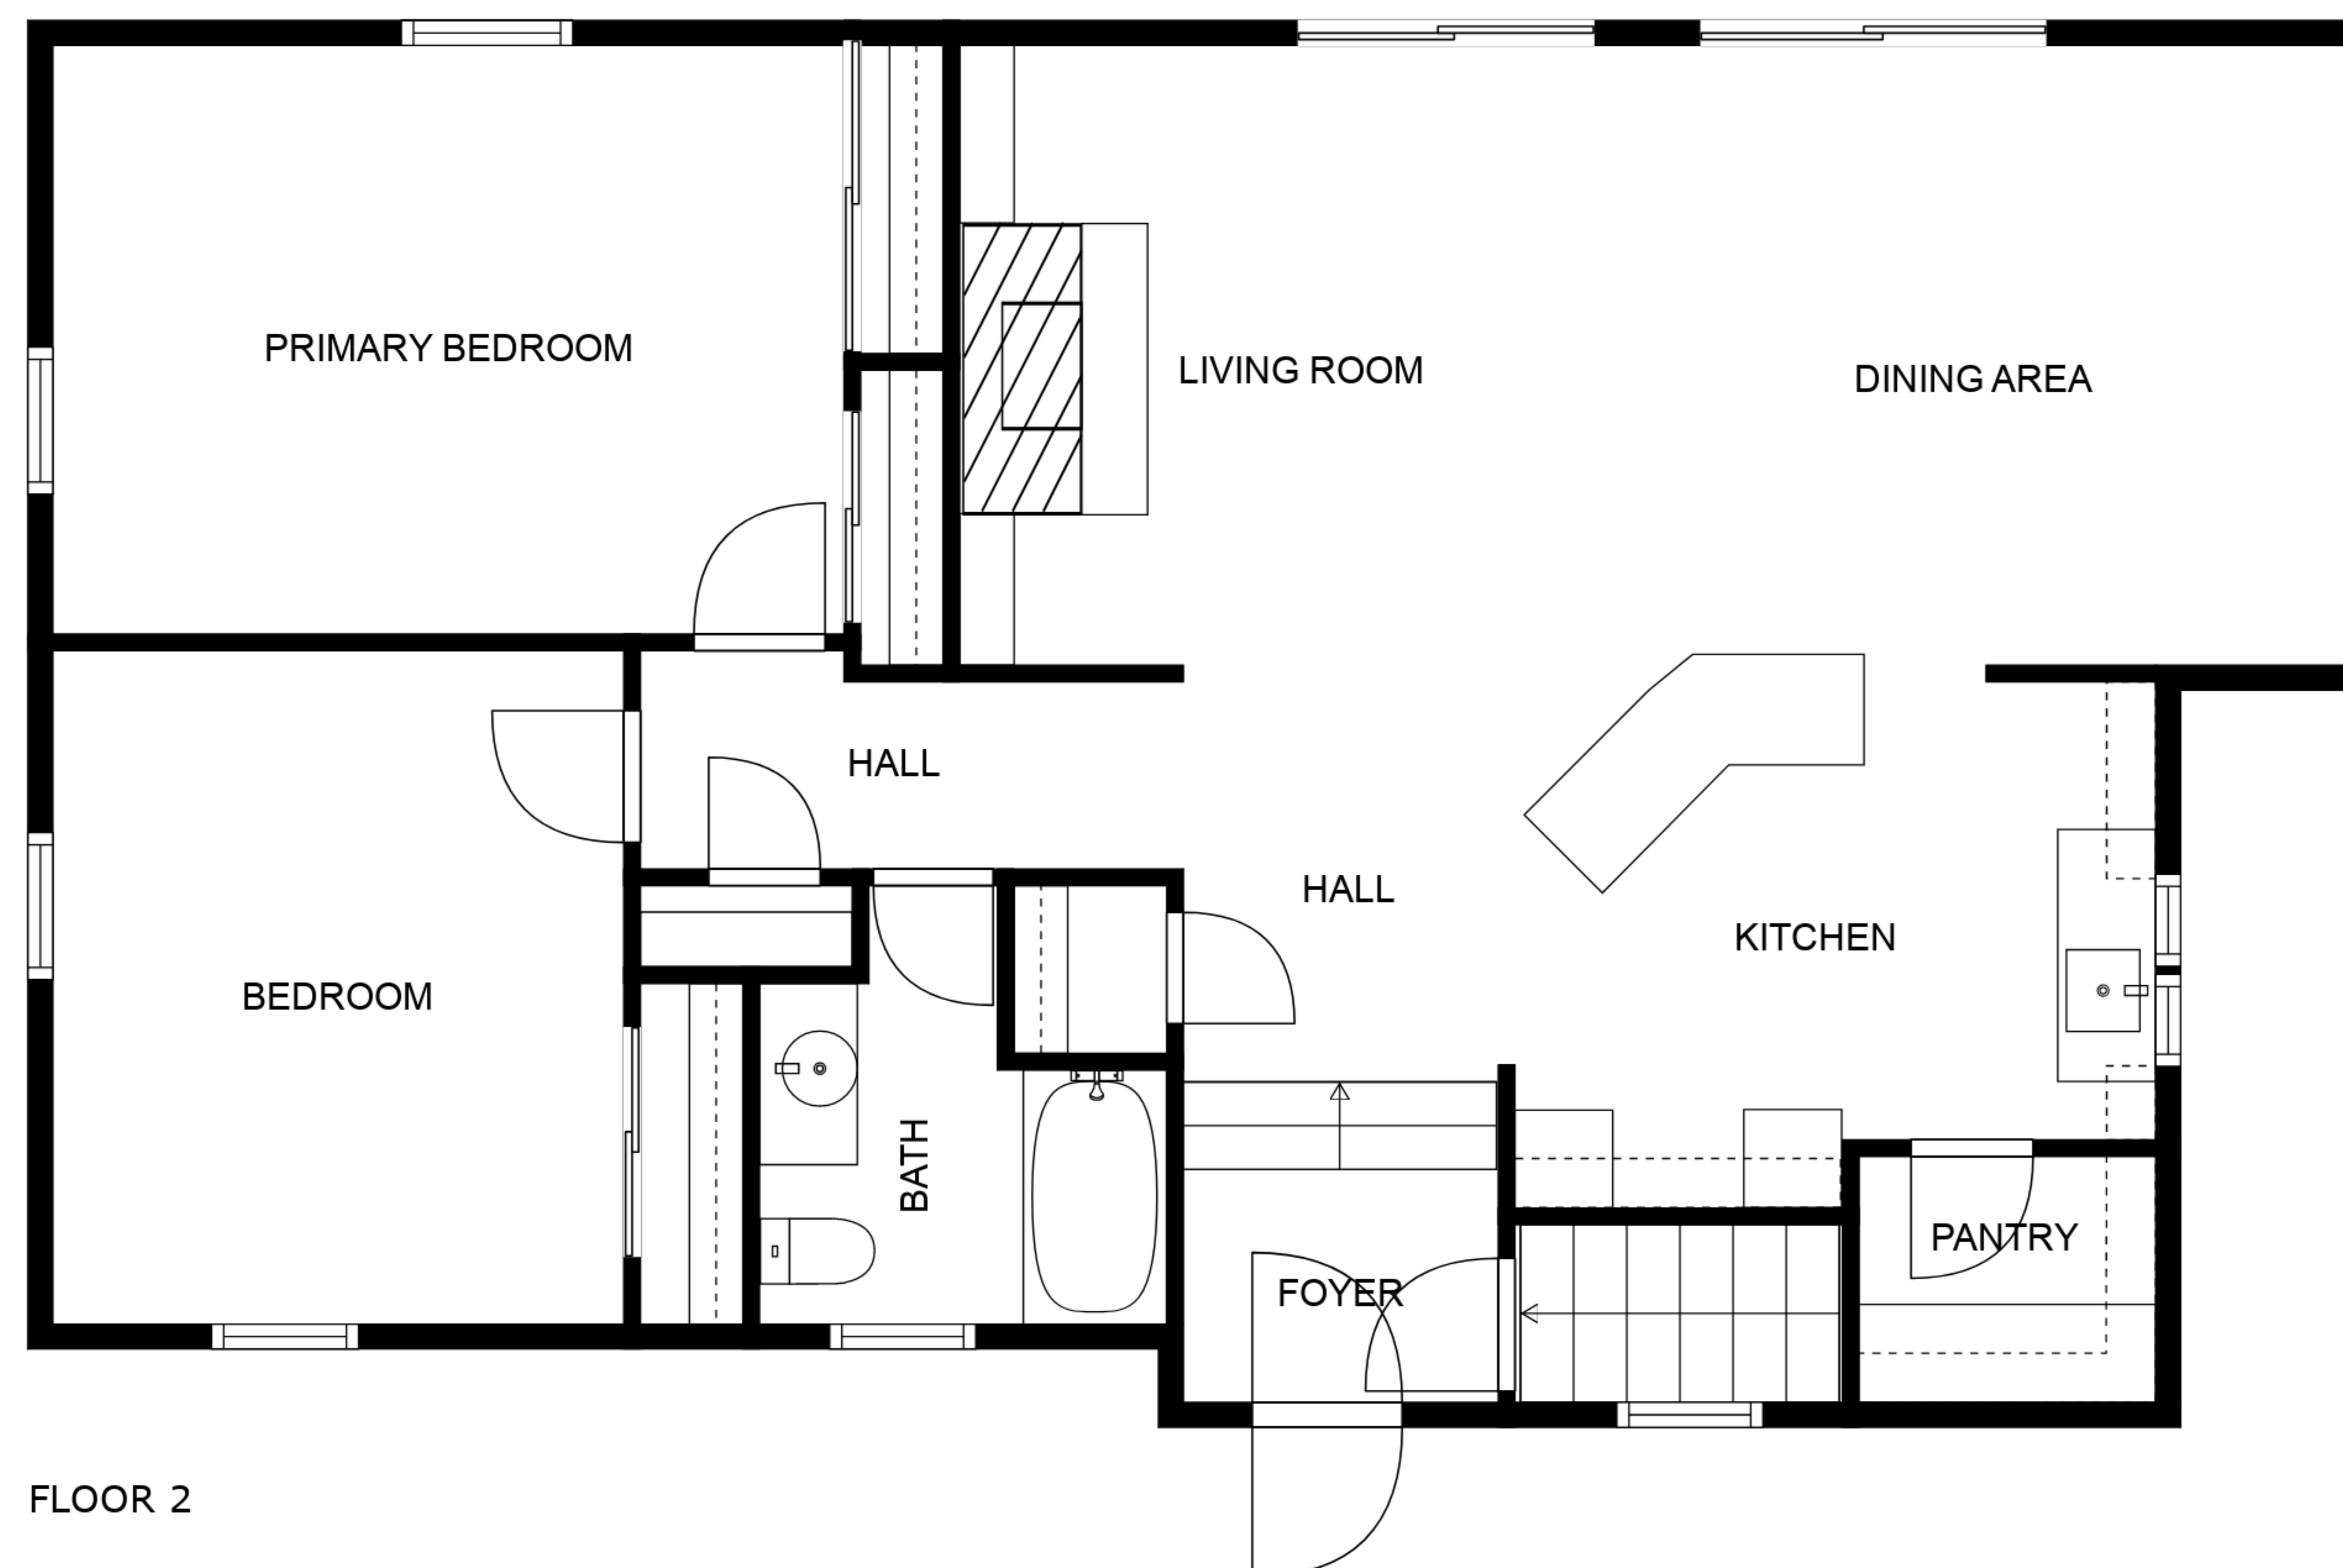 PRIMARY BEDROOM
LIVING ROOM
DINING AREA
HALL
HALL
KITCHEN
BEDROOM
BATH
PANTRY
FOYER
FLOOR 2